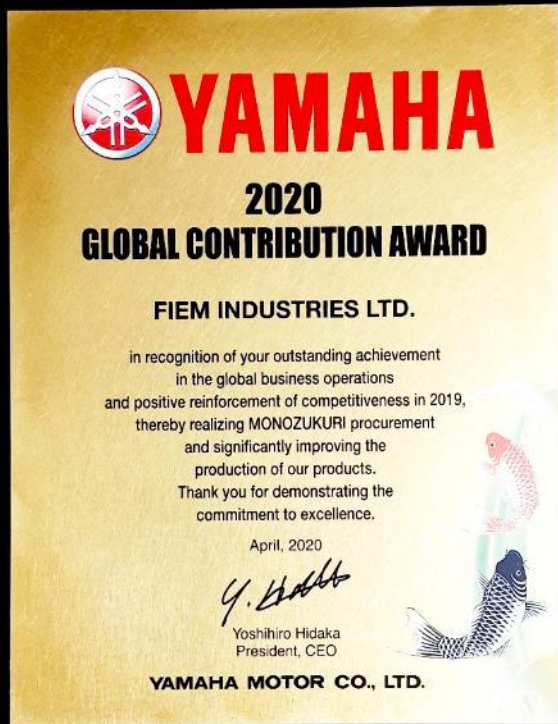 YAMAHA
2020
GLOBAL CONTRIBUTION AWARD
FIEM INDUSTRIES LTD.
in recognition of your outstanding achievement
in the global business operations
and positive reinforcement of competitiveness in 2019,
thereby realizing MONOZUKURI procurement
and significantly improving the
production of our products.
Thank you for demonstrating the
commitment to excellence.
April, 2020
Yoshihiro Hidaka
President, CEO
YAMAHA MOTOR CO., LTD.